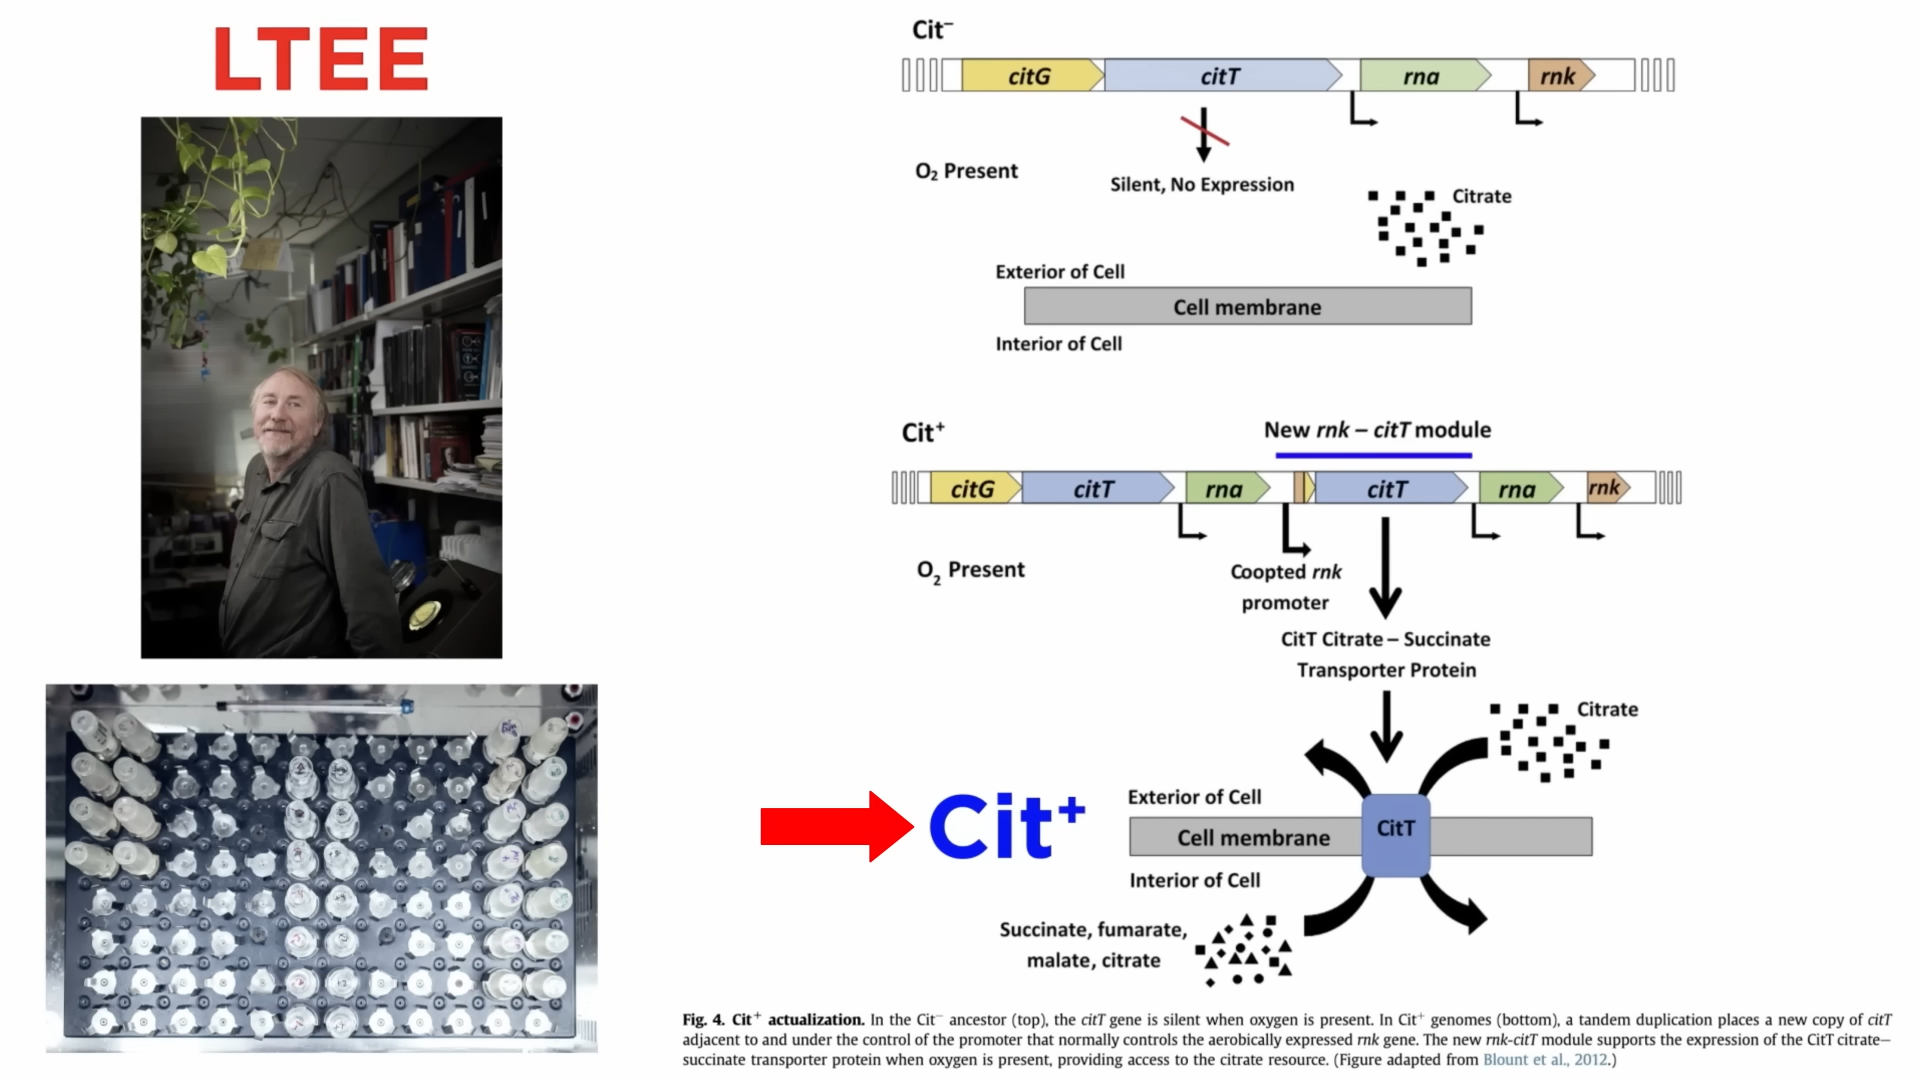 LTEE
Cit⁻
citG citT rna rnk
O₂ Present
Silent, No Expression
Citrate
Exterior of Cell
Cell membrane
Interior of Cell
Cit⁺
New rnk – citT module
citG citT rna citT rna rnk
O₂ Present
Coopted rnk
promoter
CitT Citrate – Succinate
Transporter Protein
Citrate
Cit⁺
Exterior of Cell
Cell membrane
CitT
Interior of Cell
Succinate, fumarate,
malate, citrate
Fig. 4. Cit⁺ actualization. In the Cit⁻ ancestor (top), the citT gene is silent when oxygen is present. In Cit⁺ genomes (bottom), a tandem duplication places a new copy of citT
adjacent to and under the control of the promoter that normally controls the aerobically expressed rnk gene. The new rnk-citT module supports the expression of the CitT citrate–
succinate transporter protein when oxygen is present, providing access to the citrate resource. (Figure adapted from Blount et al., 2012.)